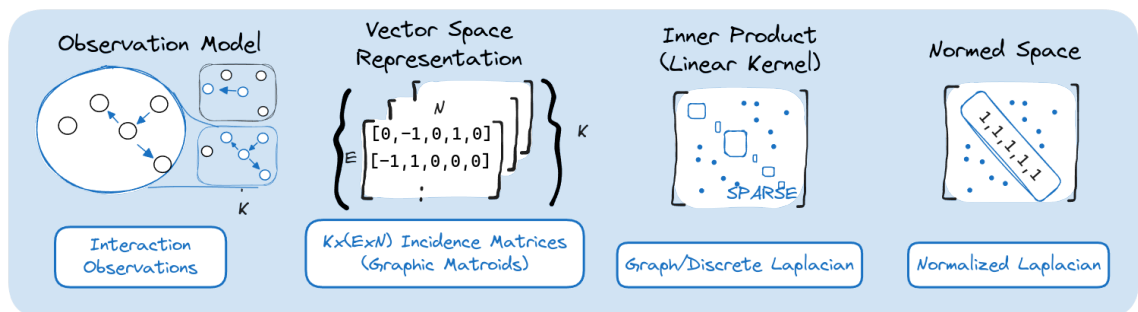 Observation Model
K
Interaction
Observations
Vector Space
Representation
E
N
[0,-1,0,1,0]
[-1,1,0,0,0]
K
Kx(ExN) Incidence Matrices
(Graphic Matroids)
Inner Product
(Linear Kernel)
SPARSE
Graph/Discrete Laplacian
Normed Space
1,1,1,1,1
Normalized Laplacian